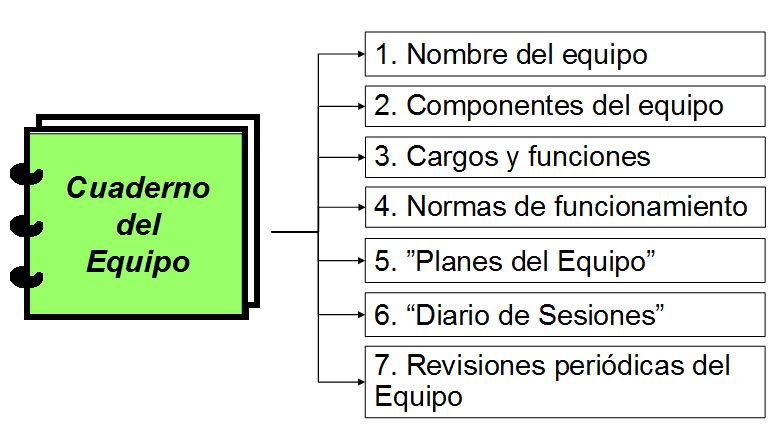 Cuaderno
del
Equipo
1. Nombre del equipo
2. Componentes del equipo
3. Cargos y funciones
4. Normas de funcionamiento
5. ”Planes del Equipo”
6. “Diario de Sesiones”
7. Revisiones periódicas del
Equipo